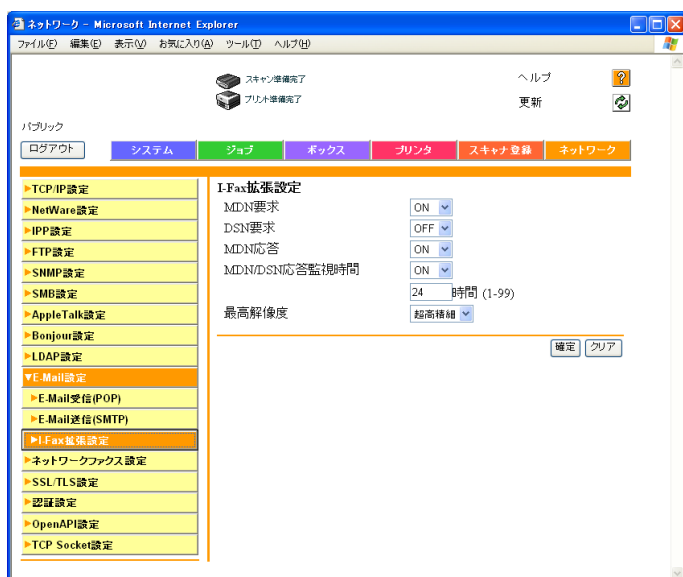 ネットワーク - Microsoft Internet Explorer
ファイル(F) 編集(E) 表示(V) お気に入り(A) ツール(T) ヘルプ(H)
スキャン準備完了 ヘルプ ?
プリント準備完了 更新
パブリック
ログアウト システム ジョブ ボックス プリンタ スキャナ登録 ネットワーク
▶TCP/IP設定
▶NetWare設定
▶IPP設定
▶FTP設定
▶SNMP設定
▶SMB設定
▶AppleTalk設定
▶Bonjour設定
▶LDAP設定
▼E-Mail設定
▶E-Mail受信(POP)
▶E-Mail送信(SMTP)
▶I-Fax拡張設定
▶ネットワークファクス設定
▶SSL/TLS設定
▶認証設定
▶OpenAPI設定
▶TCP Socket設定
I-Fax拡張設定
MDN要求 ON
DSN要求 OFF
MDN応答 ON
MDN/DSN応答監視時間 ON
24 時間 (1-99)
最高解像度 超高精細
確定 クリア